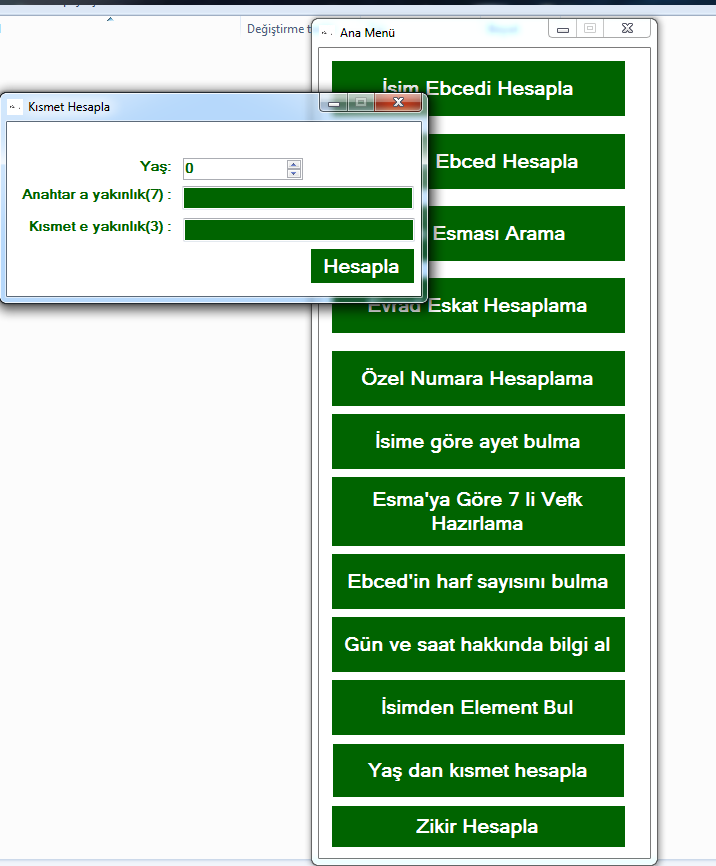 Değiştirme t
Ana Menü
İsim Ebcedi Hesapla
Kısmet Hesapla
Yaş:
0
Anahtar a yakınlık(7) :
Kısmet e yakınlık(3) :
Hesapla
Ebced Hesapla
Esması Arama
Evrad Eskat Hesaplama
Özel Numara Hesaplama
İsime göre ayet bulma
Esma'ya Göre 7 li Vefk
Hazırlama
Ebced'in harf sayısını bulma
Gün ve saat hakkında bilgi al
İsimden Element Bul
Yaş dan kısmet hesapla
Zikir Hesapla